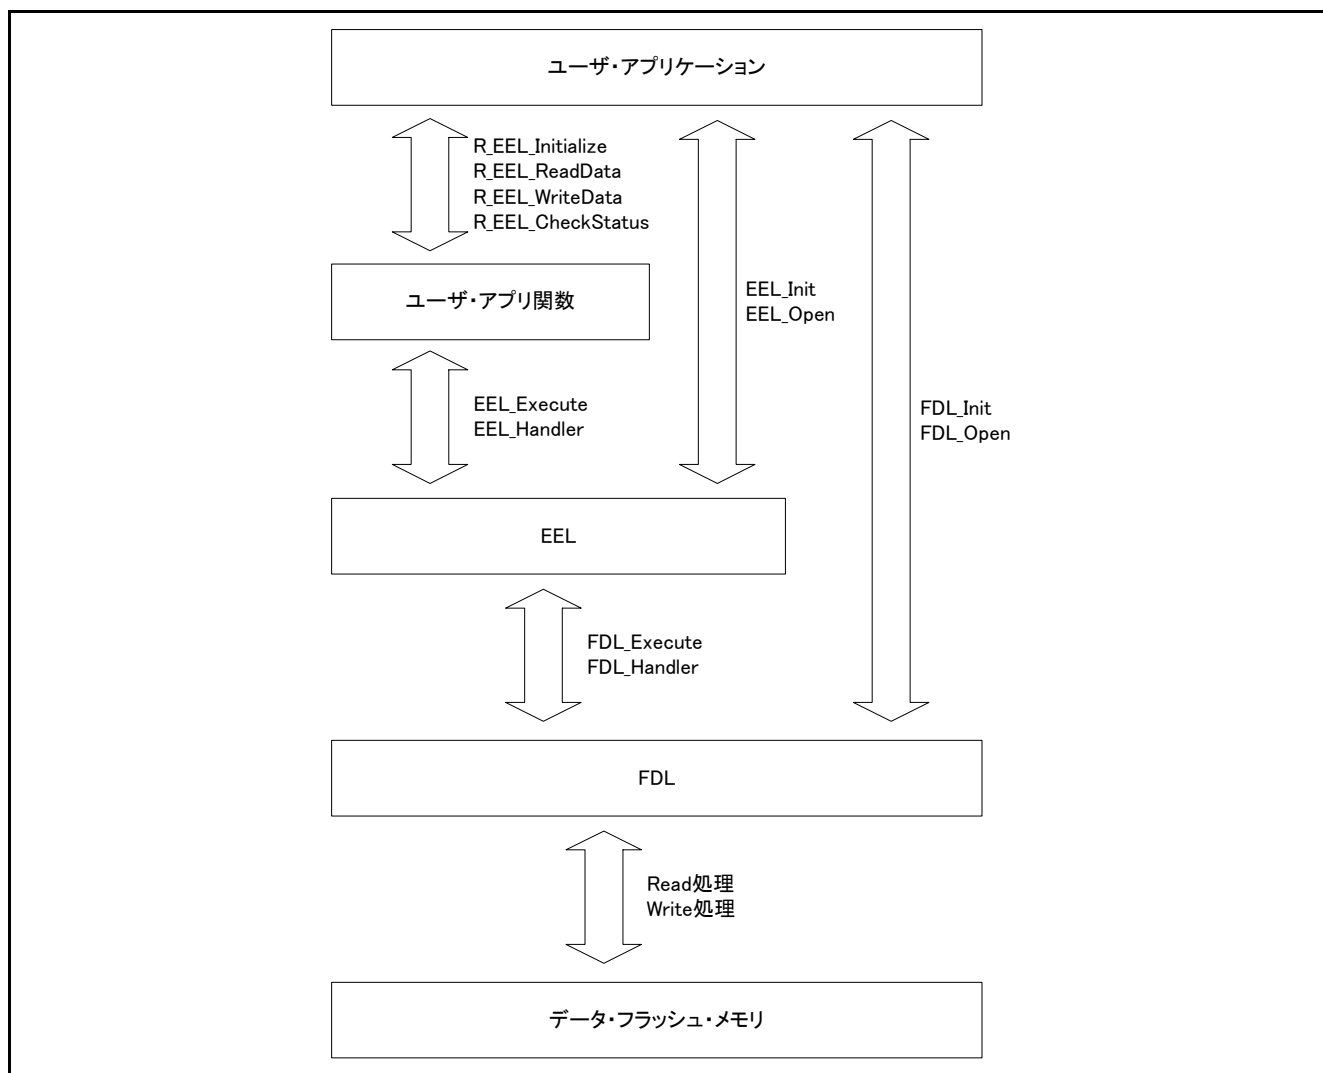 ユーザ・アプリケーション
R_EEL_Initialize
R_EEL_ReadData
R_EEL_WriteData
R_EEL_CheckStatus
ユーザ・アプリ関数
EEL_Init
EEL_Open
EEL_Execute
EEL_Handler
FDL_Init
FDL_Open
EEL
FDL_Execute
FDL_Handler
FDL
Read処理
Write処理
データ・フラッシュ・メモリ